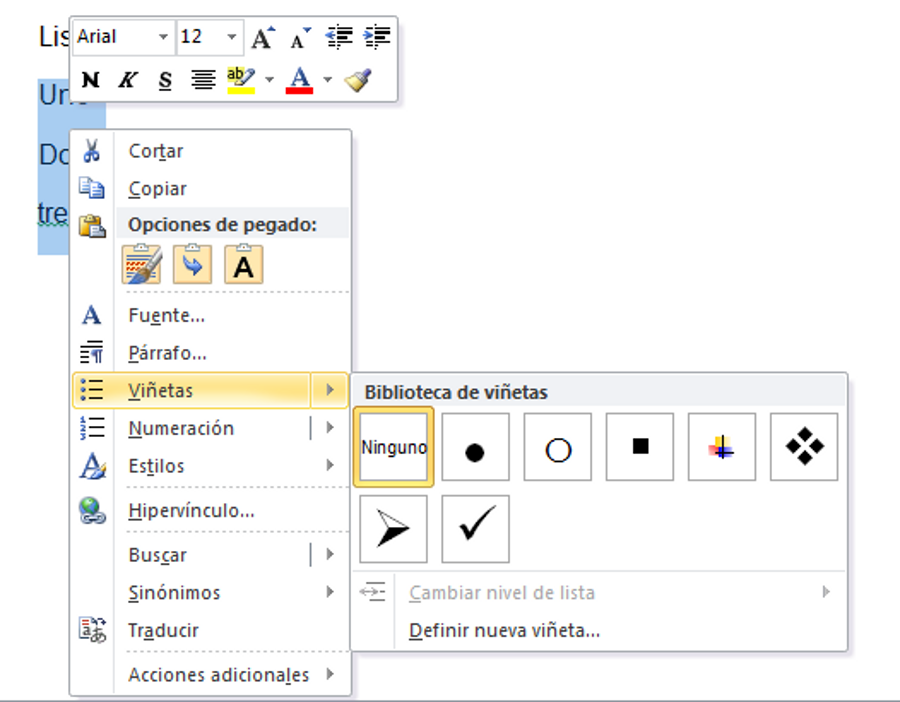 Lis
Arial 12
N K S
Un
Do
tre
Cortar
Copiar
Opciones de pegado:
Fuente...
Párrafo...
Viñetas
Numeración
Estilos
Hipervínculo...
Buscar
Sinónimos
Traducir
Acciones adicionales
Biblioteca de viñetas
Ninguno
Cambiar nivel de lista
Definir nueva viñeta...